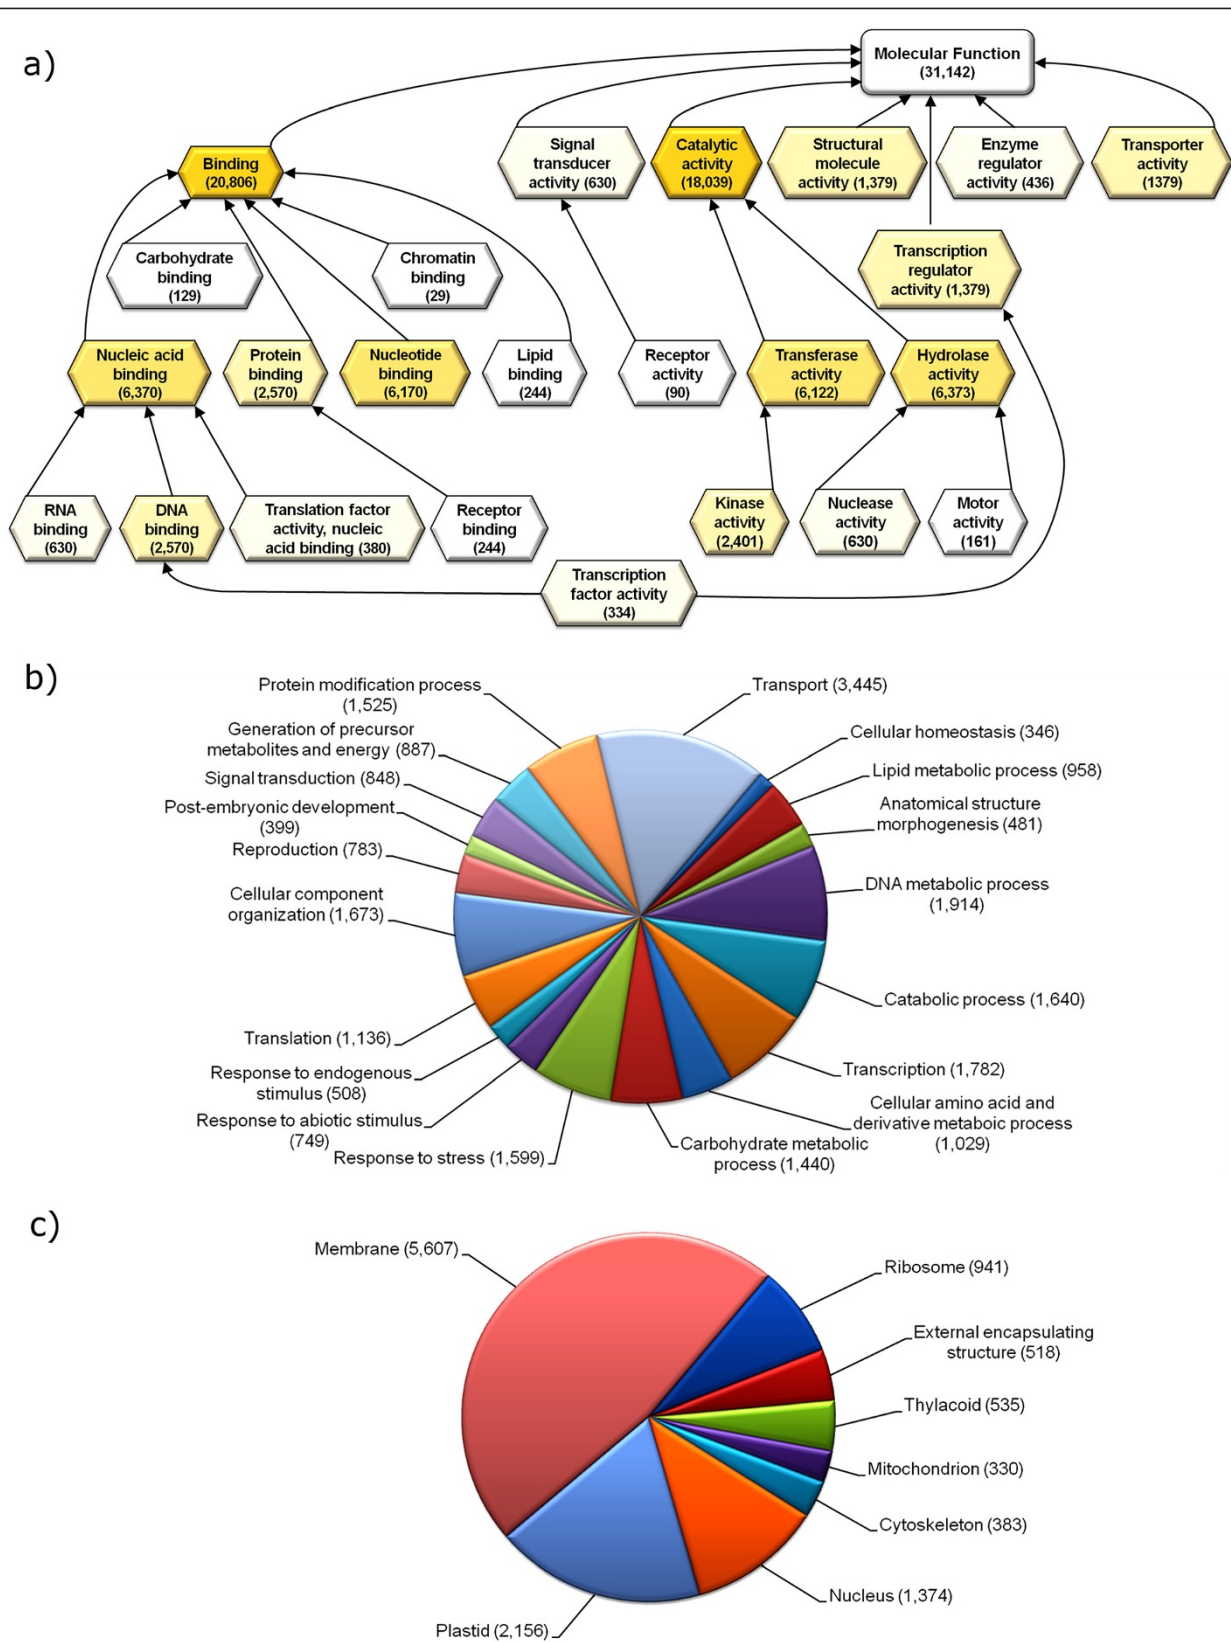 a)
Molecular Function
(31,142)
Binding
(20,806)
Signal
transducer
activity (630)
Catalytic
activity
(18,039)
Structural
molecule
activity (1,379)
Enzyme
regulator
activity (436)
Transporter
activity
(1379)
Carbohydrate
binding
(129)
Chromatin
binding
(29)
Transcription
regulator
activity (1,379)
Nucleic acid
binding
(6,370)
Protein
binding
(2,570)
Nucleotide
binding
(6,170)
Lipid
binding
(244)
Receptor
activity
(90)
Transferase
activity
(6,122)
Hydrolase
activity
(6,373)
RNA
binding
(630)
DNA
binding
(2,570)
Translation factor
activity, nucleic
acid binding (380)
Receptor
binding
(244)
Kinase
activity
(2,401)
Nuclease
activity
(630)
Motor
activity
(161)
Transcription
factor activity
(334)
b)
Protein modification process
(1,525)
Generation of precursor
metabolites and energy (887)
Signal transduction (848)
Post-embryonic development
(399)
Reproduction (783)
Cellular component
organization (1,673)
Translation (1,136)
Response to endogenous
stimulus (508)
Response to abiotic stimulus
(749)
Response to stress (1,599)
Transport (3,445)
Cellular homeostasis (346)
Lipid metabolic process (958)
Anatomical structure
morphogenesis (481)
DNA metabolic process
(1,914)
Catabolic process (1,640)
Transcription (1,782)
Cellular amino acid and
derivative metaboic process
(1,029)
Carbohydrate metabolic
process (1,440)
c)
Membrane (5,607)
Ribosome (941)
External encapsulating
structure (518)
Thylacoid (535)
Mitochondrion (330)
Cytoskeleton (383)
Nucleus (1,374)
Plastid (2,156)